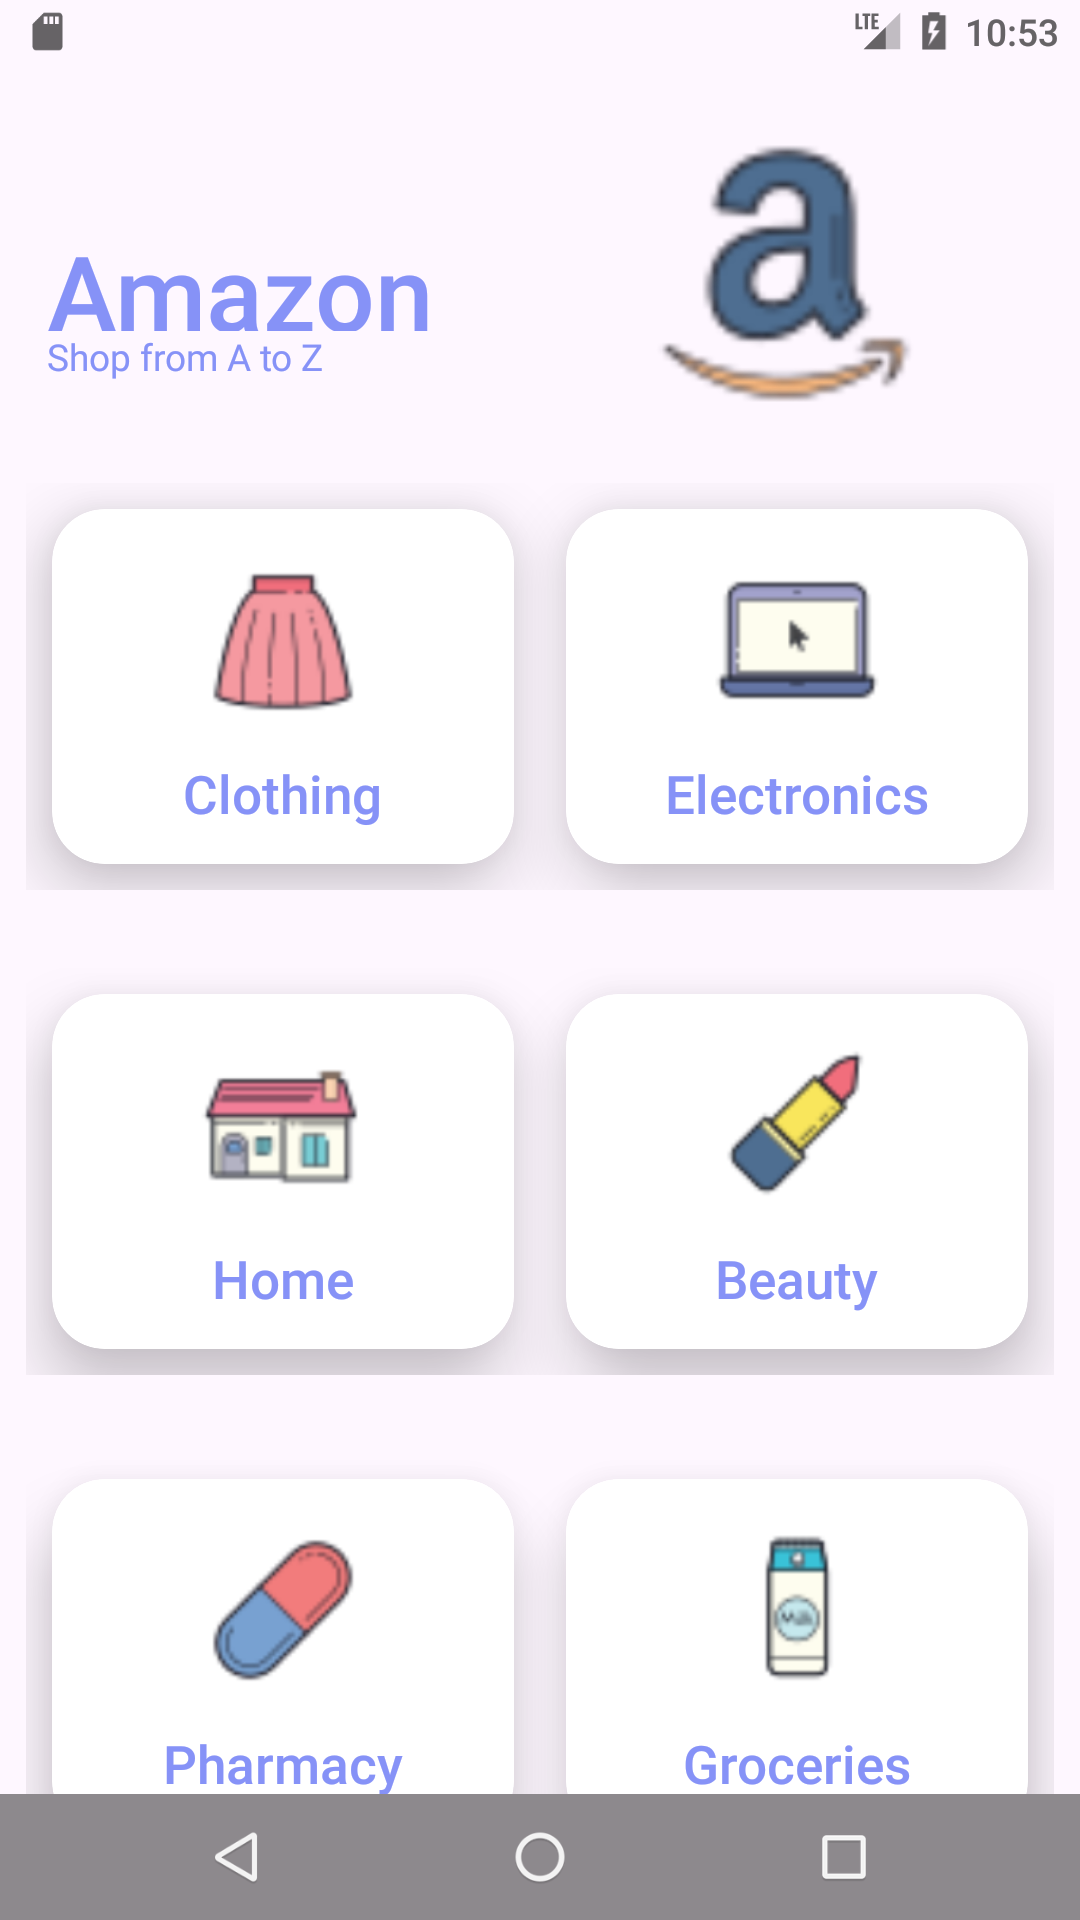 LTE 10:53
a
Amazon
Shop from A to Z
Clothing
Electronics
Home
Beauty
Milk
Pharmacy
Groceries